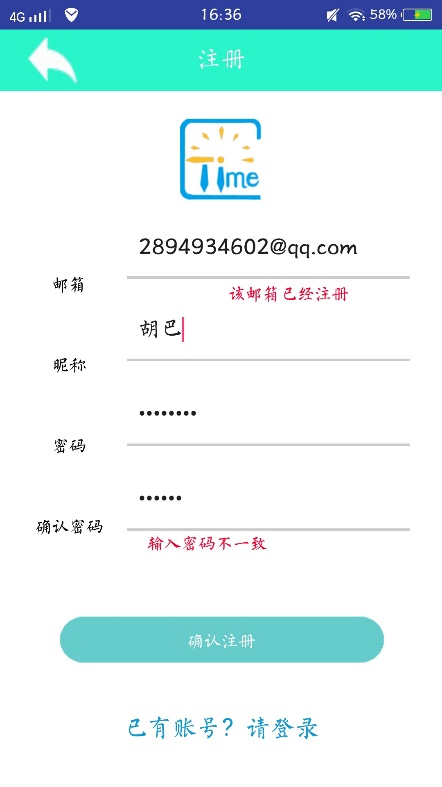 4G 16:36 58%
注册
Time
2894934602@qq.com
邮箱
该邮箱已经注册
胡巴
昵称
••••••••
密码
••••••
确认密码
输入密码不一致
确认注册
已有账号？请登录